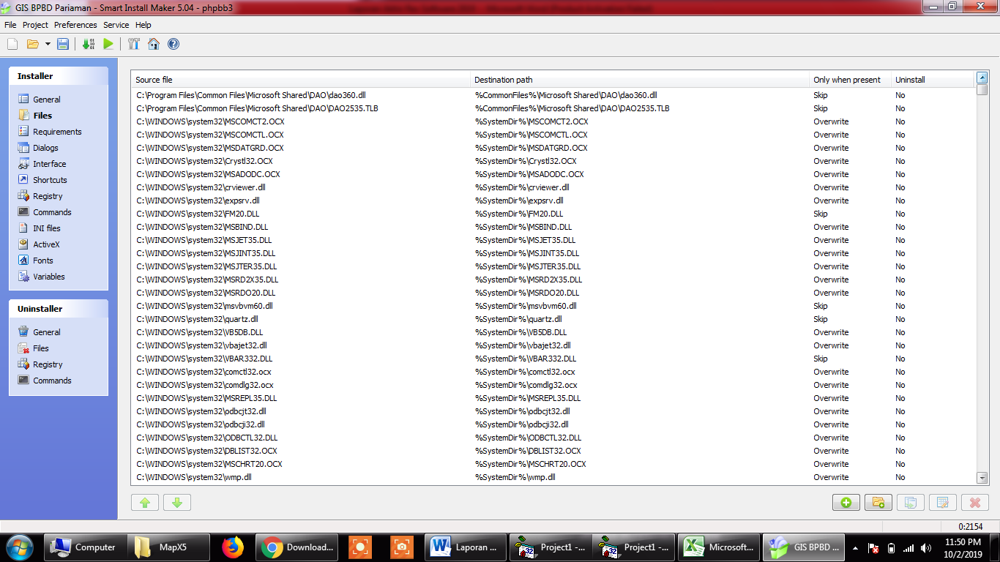 GIS BPBD Pariaman - Smart Install Maker 5.04 - phpbb3
File Project Preferences Service Help
Installer
General
Files
Requirements
Dialogs
Interface
Shortcuts
Registry
Commands
INI files
ActiveX
Fonts
Variables
Uninstaller
General
Files
Registry
Commands
Source file Destination path Only when present Uninstall
C:\Program Files\Common Files\Microsoft Shared\DAO\dao360.dll %CommonFiles%\Microsoft Shared\DAO\dao360.dll Skip No
C:\Program Files\Common Files\Microsoft Shared\DAO\DAO2535.TLB %CommonFiles%\Microsoft Shared\DAO\DAO2535.TLB Skip No
C:\WINDOWS\system32\MSCOMCT2.OCX %SystemDir%\MSCOMCT2.OCX Overwrite No
C:\WINDOWS\system32\MSCOMCTL.OCX %SystemDir%\MSCOMCTL.OCX Overwrite No
C:\WINDOWS\system32\MSDATGRD.OCX %SystemDir%\MSDATGRD.OCX Overwrite No
C:\WINDOWS\system32\Crystl32.OCX %SystemDir%\Crystl32.OCX Overwrite No
C:\WINDOWS\system32\MSADODC.OCX %SystemDir%\MSADODC.OCX Overwrite No
C:\WINDOWS\system32\crviewer.dll %SystemDir%\crviewer.dll Overwrite No
C:\WINDOWS\system32\expsrv.dll %SystemDir%\expsrv.dll Overwrite No
C:\WINDOWS\system32\FM20.DLL %SystemDir%\FM20.DLL Skip No
C:\WINDOWS\system32\MSBIND.DLL %SystemDir%\MSBIND.DLL Overwrite No
C:\WINDOWS\system32\MSJET35.DLL %SystemDir%\MSJET35.DLL Overwrite No
C:\WINDOWS\system32\MSJINT35.DLL %SystemDir%\MSJINT35.DLL Overwrite No
C:\WINDOWS\system32\MSJTER35.DLL %SystemDir%\MSJTER35.DLL Overwrite No
C:\WINDOWS\system32\MSRD2X35.DLL %SystemDir%\MSRD2X35.DLL Overwrite No
C:\WINDOWS\system32\MSRDO20.DLL %SystemDir%\MSRDO20.DLL Overwrite No
C:\WINDOWS\system32\msvbvm60.dll %SystemDir%\msvbvm60.dll Skip No
C:\WINDOWS\system32\quartz.dll %SystemDir%\quartz.dll Skip No
C:\WINDOWS\system32\VB5DB.DLL %SystemDir%\VB5DB.DLL Overwrite No
C:\WINDOWS\system32\vbajet32.dll %SystemDir%\vbajet32.dll Overwrite No
C:\WINDOWS\system32\VBAR332.DLL %SystemDir%\VBAR332.DLL Skip No
C:\WINDOWS\system32\comctl32.ocx %SystemDir%\comctl32.ocx Overwrite No
C:\WINDOWS\system32\comdlg32.ocx %SystemDir%\comdlg32.ocx Overwrite No
C:\WINDOWS\system32\MSREPL35.DLL %SystemDir%\MSREPL35.DLL Overwrite No
C:\WINDOWS\system32\odbcjt32.dll %SystemDir%\odbcjt32.dll Overwrite No
C:\WINDOWS\system32\odbcji32.dll %SystemDir%\odbcji32.dll Overwrite No
C:\WINDOWS\system32\ODBCTL32.DLL %SystemDir%\ODBCTL32.DLL Overwrite No
C:\WINDOWS\system32\DBLIST32.OCX %SystemDir%\DBLIST32.OCX Overwrite No
C:\WINDOWS\system32\MSCHRT20.OCX %SystemDir%\MSCHRT20.OCX Overwrite No
C:\WINDOWS\system32\wmp.dll %SystemDir%\wmp.dll Overwrite No
0:2154
Computer MapX5 Download... Laporan ... Project1 -... Project1 -... Microsoft... GIS BPBD ... 11:50 PM
10/2/2019